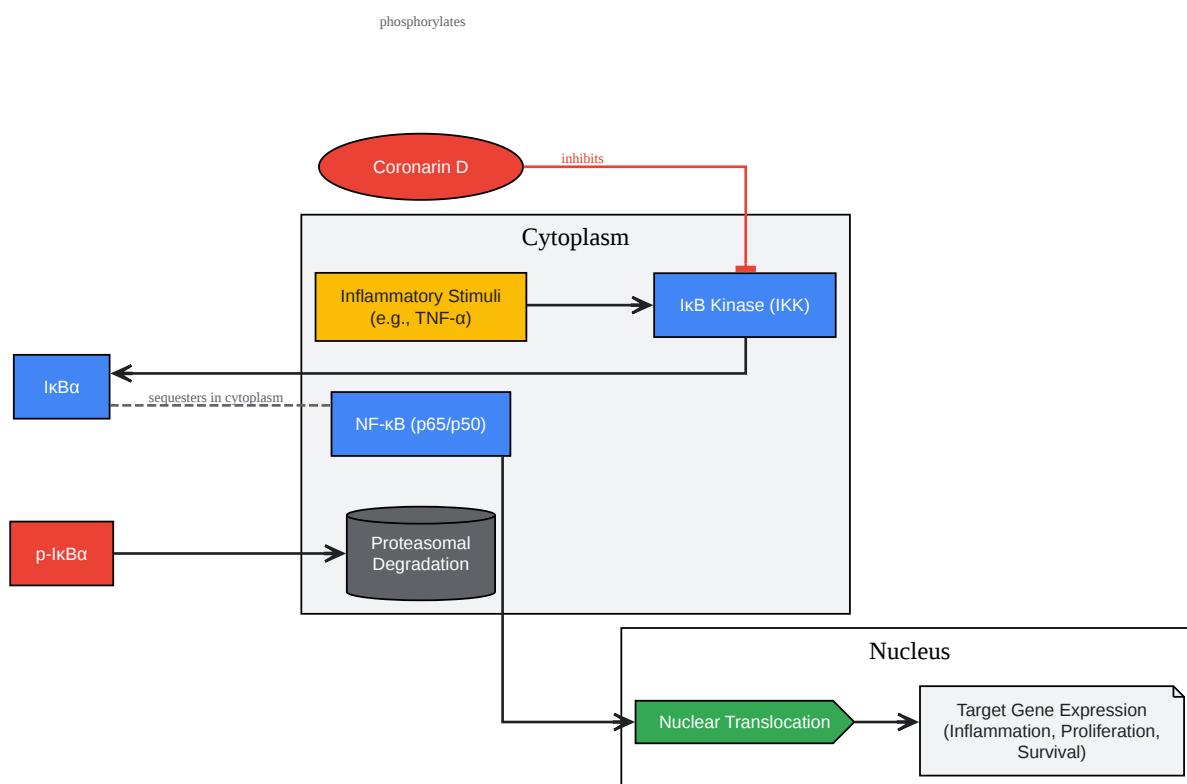 phosphorylates
Coronarin D
inhibits
Cytoplasm
Inflammatory Stimuli
(e.g., TNF-α)
IκB Kinase (IKK)
IκBα
sequesters in cytoplasm
NF-κB (p65/p50)
p-IκBα
Proteasomal
Degradation
Nucleus
Nuclear Translocation
Target Gene Expression
(Inflammation, Proliferation,
Survival)